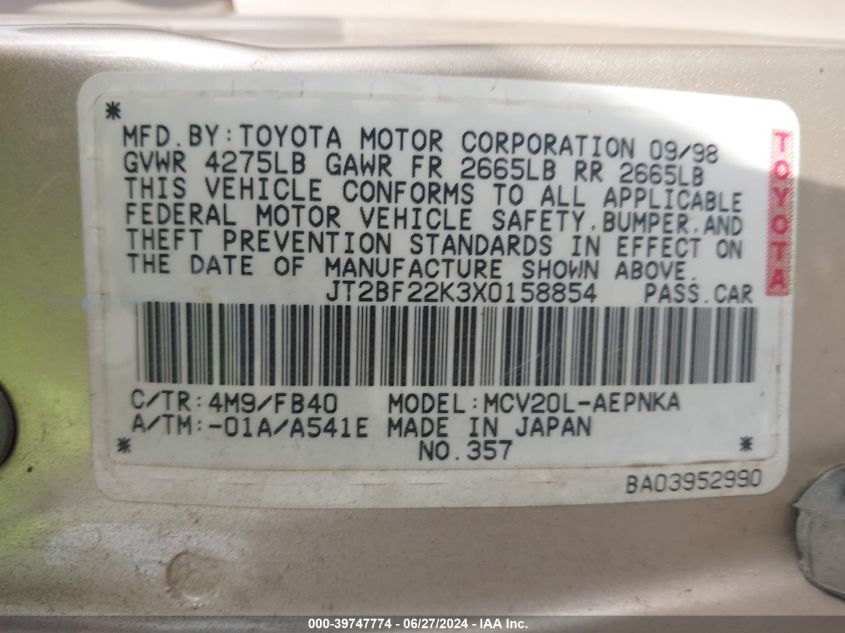 MFD.BY:TOYOTA MOTOR CORPORATION 09/98
GVWR 4275LB GAWR FR 2665LB RR 2665LB
THIS VEHICLE CONFORMS TO ALL APPLICABLE
FEDERAL MOTOR VEHICLE SAFETY,BUMPER,AND
THEFT PREVENTION STANDARDS IN EFFECT ON
THE DATE OF MANUFACTURE SHOWN ABOVE.
JT2BF22K3X0158854 PASS.CAR
C/TR:4M9/FB40 MODEL:MCV20L-AEPNKA
A/TM:-01A/A541E MADE IN JAPAN
NO.357
BA03952990
TOYOTA
000-39747774 - 06/27/2024 - IAA Inc.